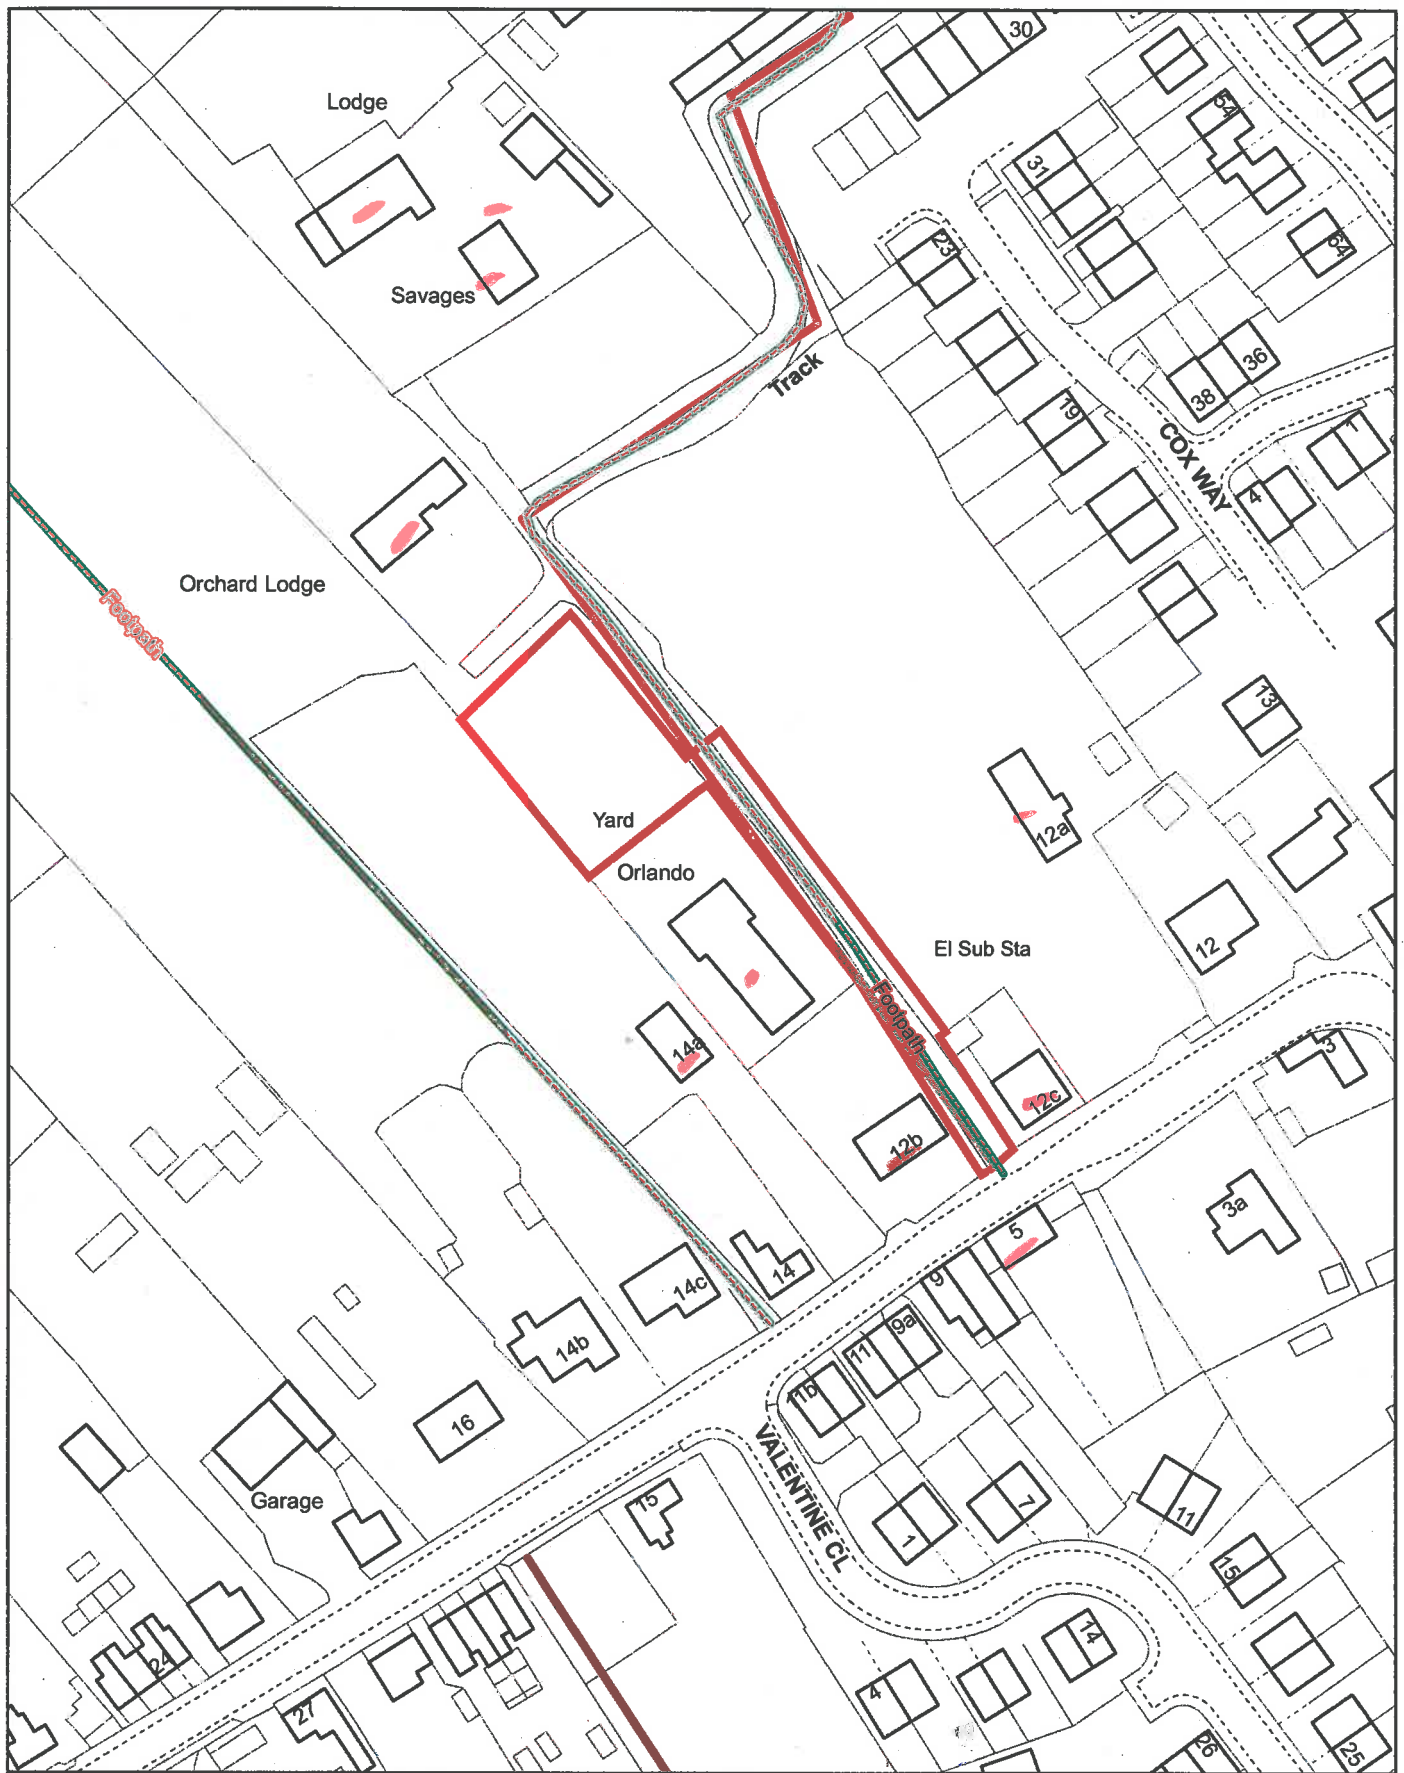 30
Lodge
54
31
64
23
Savages
36
Track
38
19
1
COX WAY
4
Orchard Lodge
Footpath
13
Yard
12a
Orlando
12
El Sub Sta
Footpath
14a
3
12c
12b
3a
5
14
9
14c
9a
14b
11
11b
16
VALENTINE CL
Garage
15
7
11
1
15
14
24
4
27
26
25